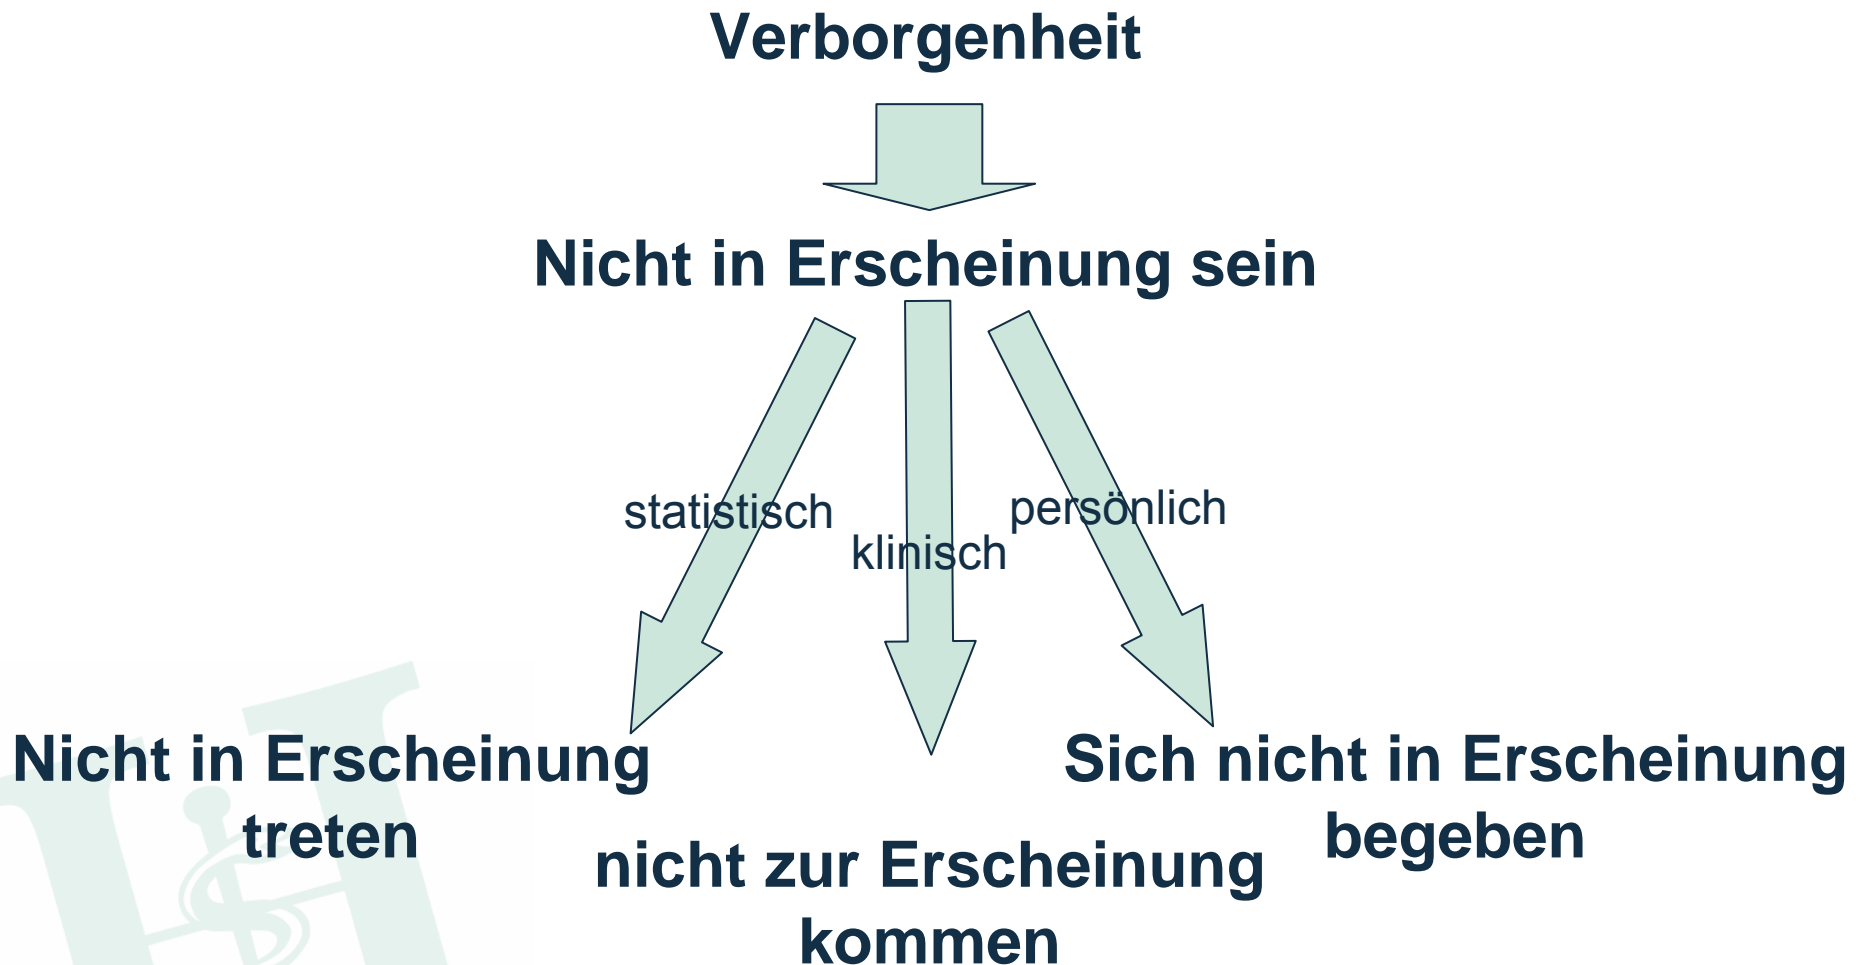 Verborgenheit
Nicht in Erscheinung sein
statistisch
klinisch
persönlich
Nicht in Erscheinung
treten
nicht zur Erscheinung
kommen
Sich nicht in Erscheinung
begeben